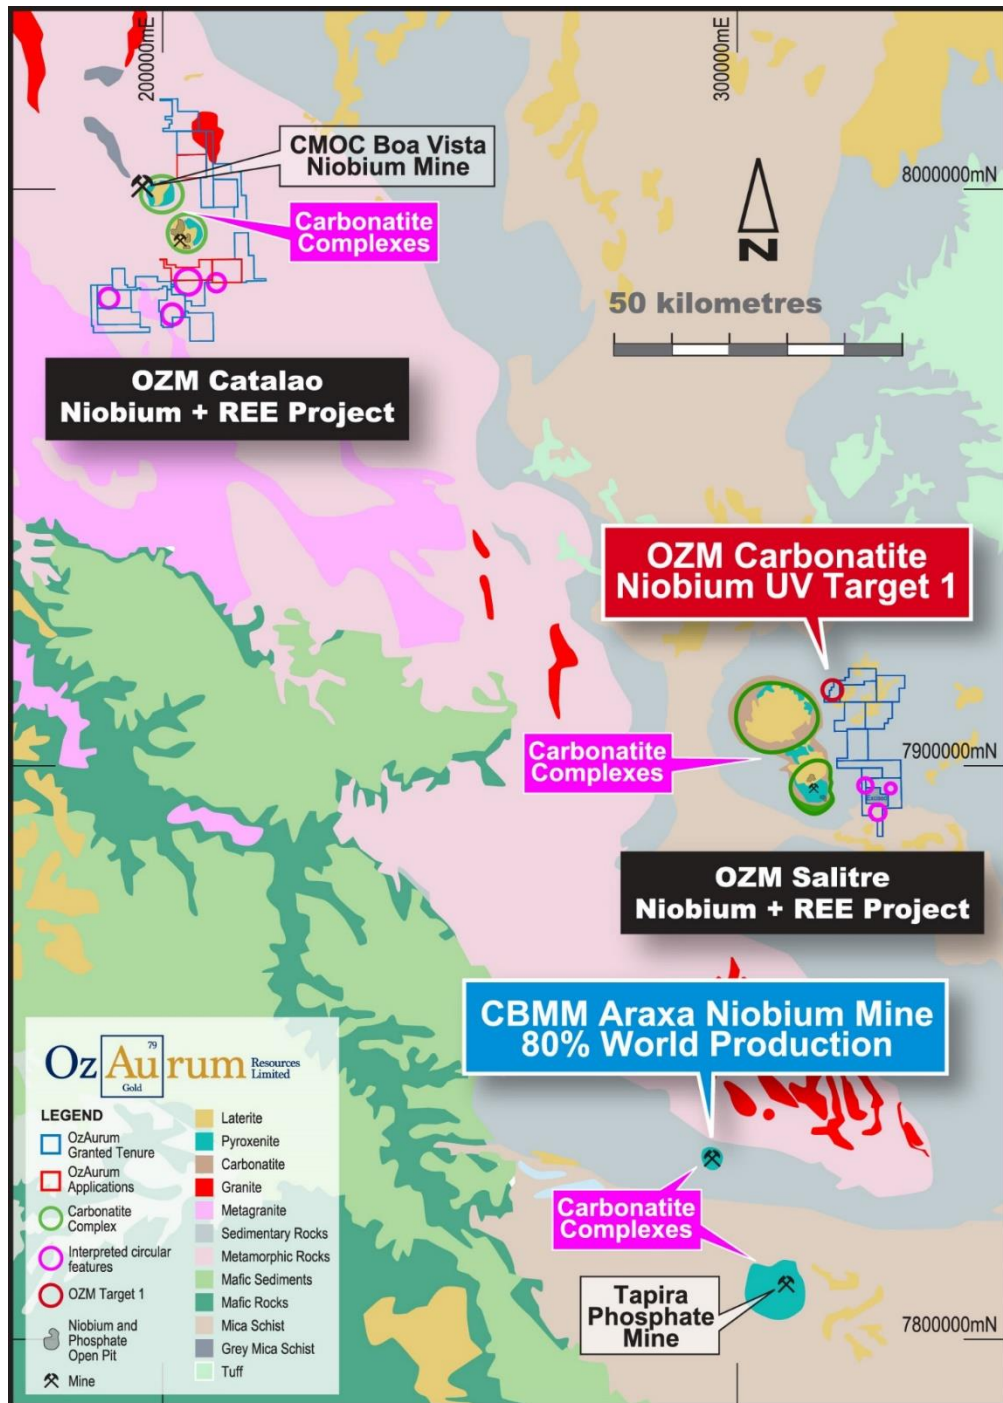 200000mE
300000mE
CMOC Boa Vista
Niobium Mine
8000000mN
Carbonatite
Complexes
N
50 kilometres
OZM Catalao
Niobium + REE Project
OZM Carbonatite
Niobium UV Target 1
Carbonatite
Complexes
7900000mN
OZM Salitre
Niobium + REE Project
CBMM Araxa Niobium Mine
80% World Production
Carbonatite
Complexes
Tapira
Phosphate
Mine
7800000mN
79
Oz Au rum Resources
Limited
Gold
LEGEND
OzAurum
Granted Tenure
OzAurum
Applications
Carbonatite
Complex
Interpreted circular
features
OZM Target 1
Niobium and
Phosphate
Open Pit
Mine
Laterite
Pyroxenite
Carbonatite
Granite
Metagranite
Sedimentary Rocks
Metamorphic Rocks
Mafic Sediments
Mafic Rocks
Mica Schist
Grey Mica Schist
Tuff